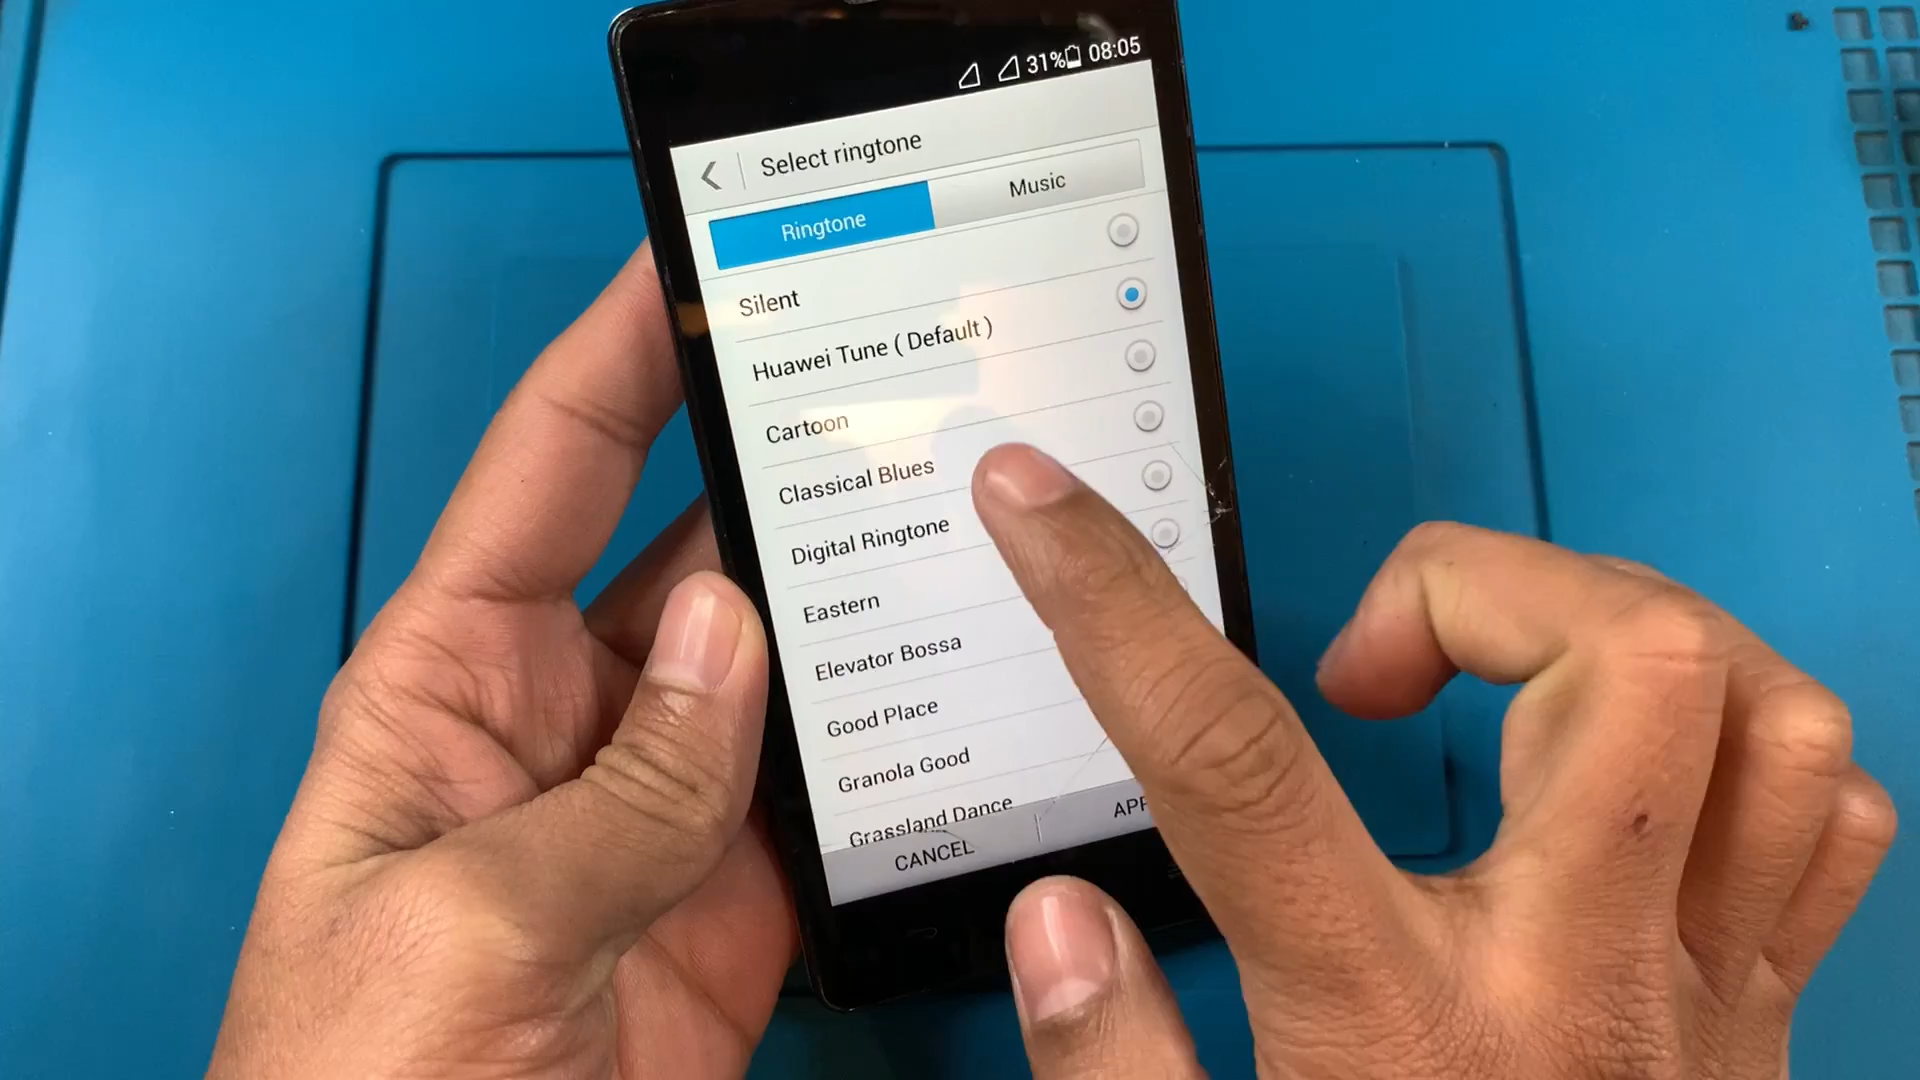 31% 08:05
Select ringtone
Ringtone Music
Silent
Huawei Tune ( Default )
Cartoon
Classical Blues
Digital Ringtone
Eastern
Elevator Bossa
Good Place
Granola Good
Grassland Dance
CANCEL